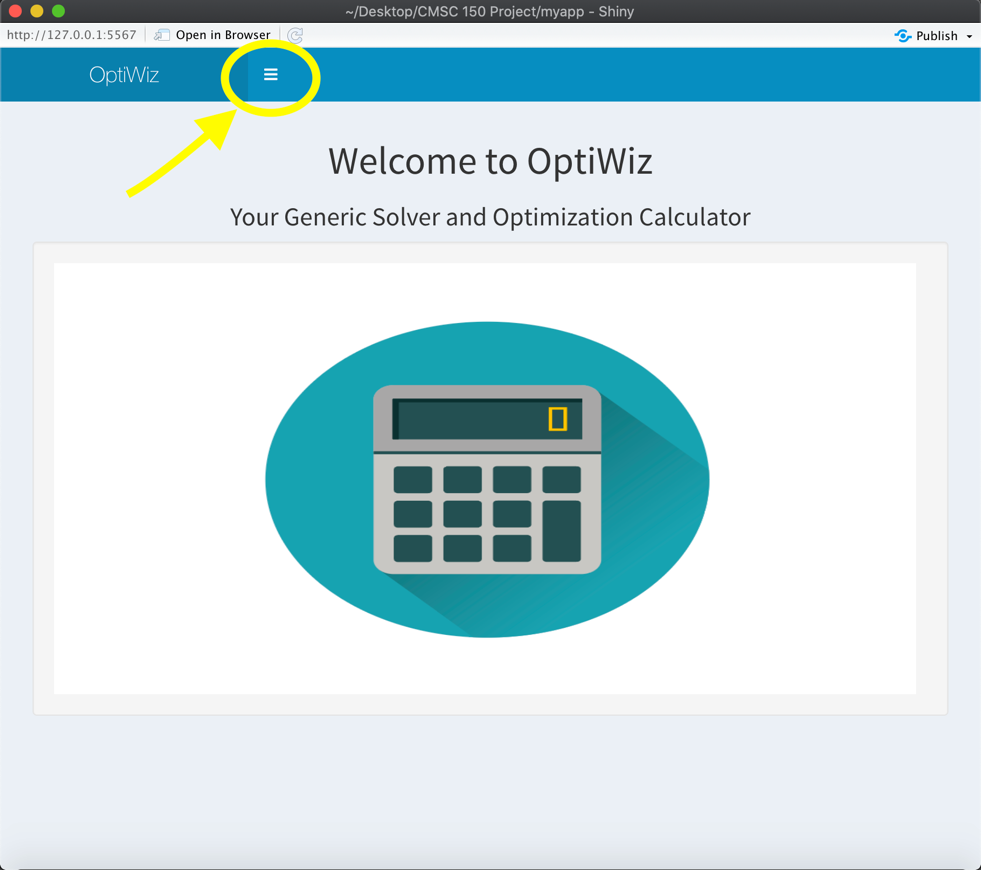 ~/Desktop/CMSC 150 Project/myapp - Shiny
http://127.0.0.1:5567 Open in Browser Publish
OptiWiz
Welcome to OptiWiz
Your Generic Solver and Optimization Calculator
0